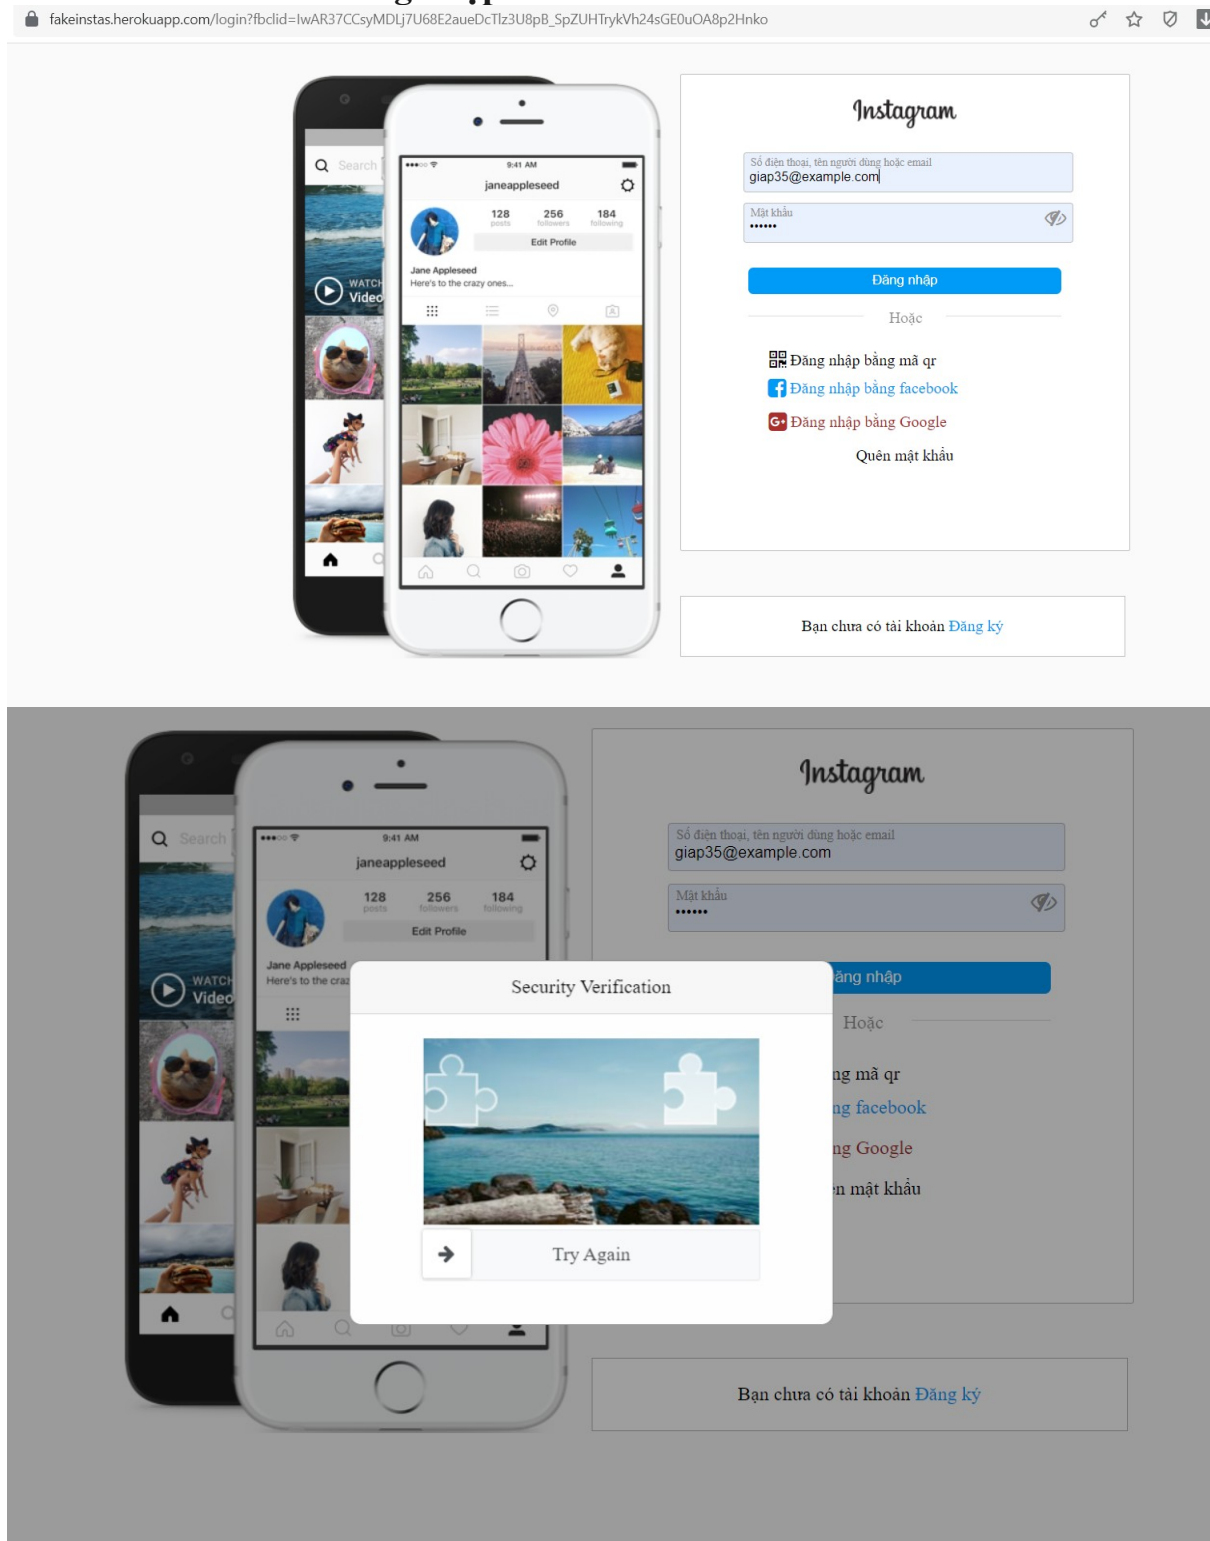 fakeinstas.herokuapp.com/login?fbclid=IwAR37CCsyMDLj7U68E2aueDcTlz3U8pB_SpZUHTrykVh24sGE0uOA8p2Hnko
Instagram
Search
9:41 AM
janeappleseed
128 256 184
posts followers following
Edit Profile
Jane Appleseed
Here's to the crazy ones...
WATCH
Video
Số điện thoại, tên người dùng hoặc email
giap35@example.com
Mật khẩu
••••••
Đăng nhập
Hoặc
Đăng nhập bằng mã qr
Đăng nhập bằng facebook
G+ Đăng nhập bằng Google
Quên mật khẩu
Bạn chưa có tài khoản Đăng ký
Instagram
Search
9:41 AM
janeappleseed
128 256 184
posts followers following
Edit Profile
Jane Appleseed
Here's to the craz
WATCH
Video
Số điện thoại, tên người dùng hoặc email
giap35@example.com
Mật khẩu
••••••
ăng nhập
Hoặc
ng mã qr
ng facebook
ng Google
n mật khẩu
Security Verification
Try Again
Bạn chưa có tài khoản Đăng ký